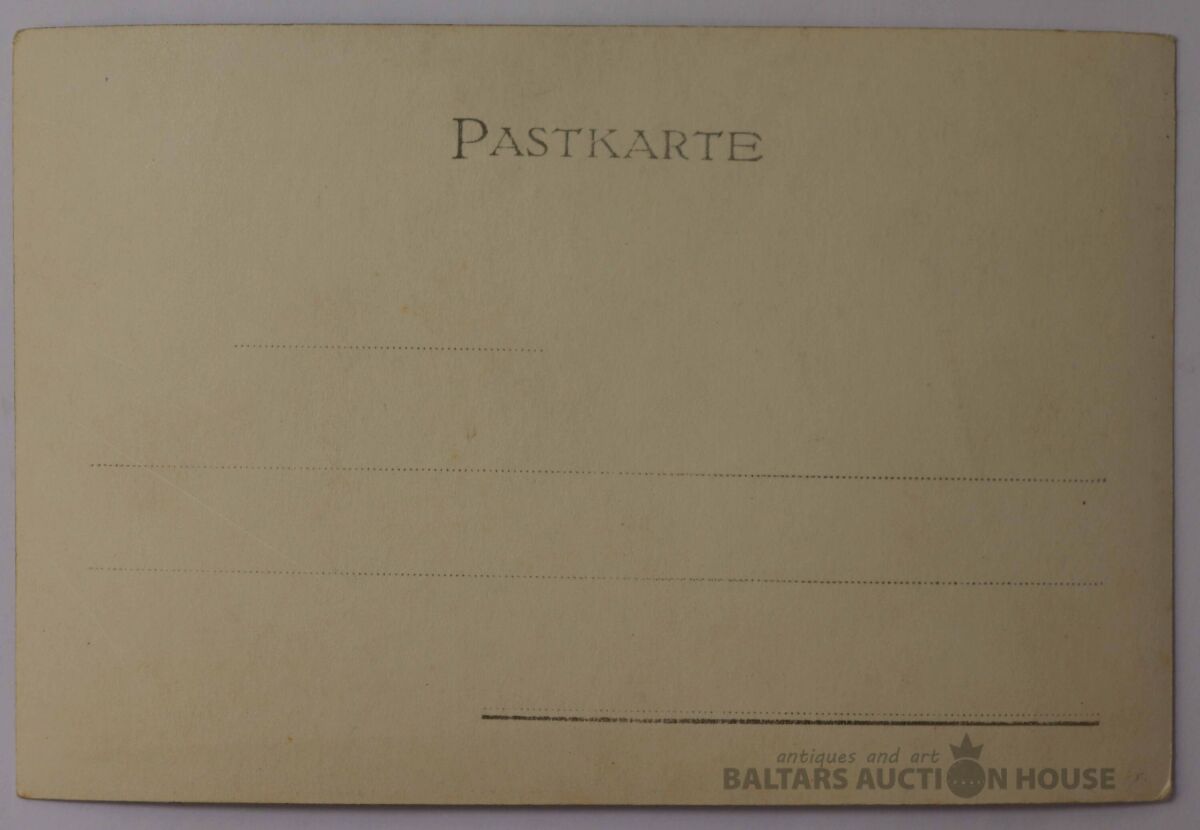 PASTKARTE
antiques and art
BALTARS AUCTION HOUSE